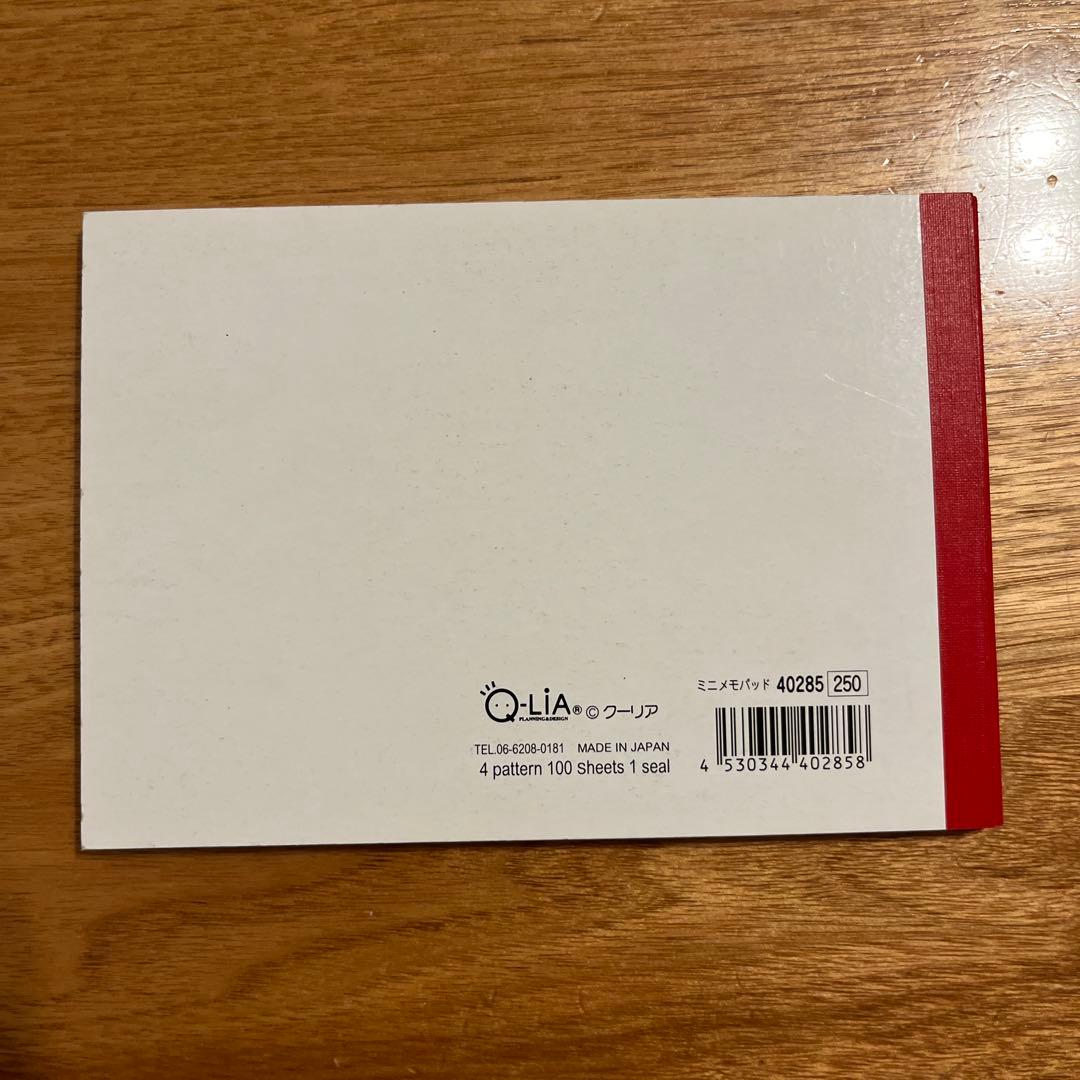 Q-LiA® © クーリア
PLANNING&DESIGN
TEL.06-6208-0181 MADE IN JAPAN
4 pattern 100 Sheets 1 seal
ミニメモパッド 40285 250
4 530344 402858